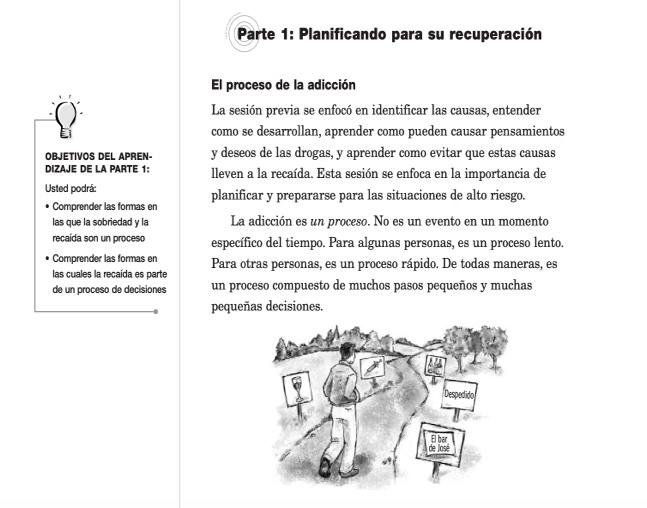 Parte 1: Planificando para su recuperación
OBJETIVOS DEL APREN-
DIZAJE DE LA PARTE 1:
Usted podrá:
• Comprender las formas en
las que la sobriedad y la
recaída son un proceso
• Comprender las formas en
las cuales la recaída es parte
de un proceso de decisiones
El proceso de la adicción
La sesión previa se enfocó en identificar las causas, entender
como se desarrollan, aprender como pueden causar pensamientos
y deseos de las drogas, y aprender como evitar que estas causas
lleven a la recaída. Esta sesión se enfoca en la importancia de
planificar y prepararse para las situaciones de alto riesgo.
La adicción es un proceso. No es un evento en un momento
específico del tiempo. Para algunas personas, es un proceso lento.
Para otras personas, es un proceso rápido. De todas maneras, es
un proceso compuesto de muchos pasos pequeños y muchas
pequeñas decisiones.
Despedido
El bar
de José